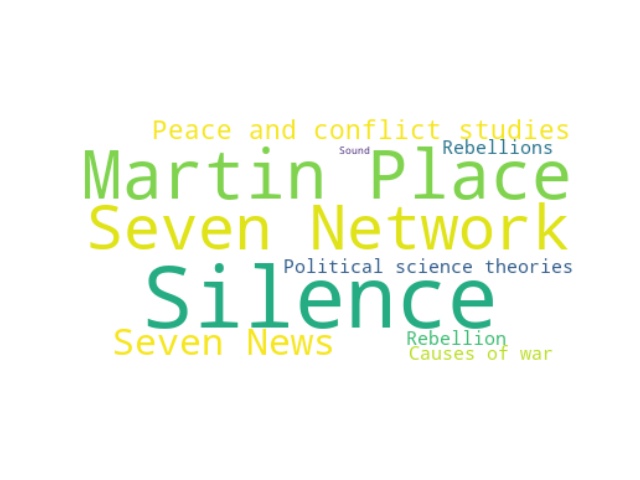 Peace and conflict studies
Sound
Rebellions
Martin Place
Seven Network
Political science theories
Silence
Seven News
Rebellion
Causes of war